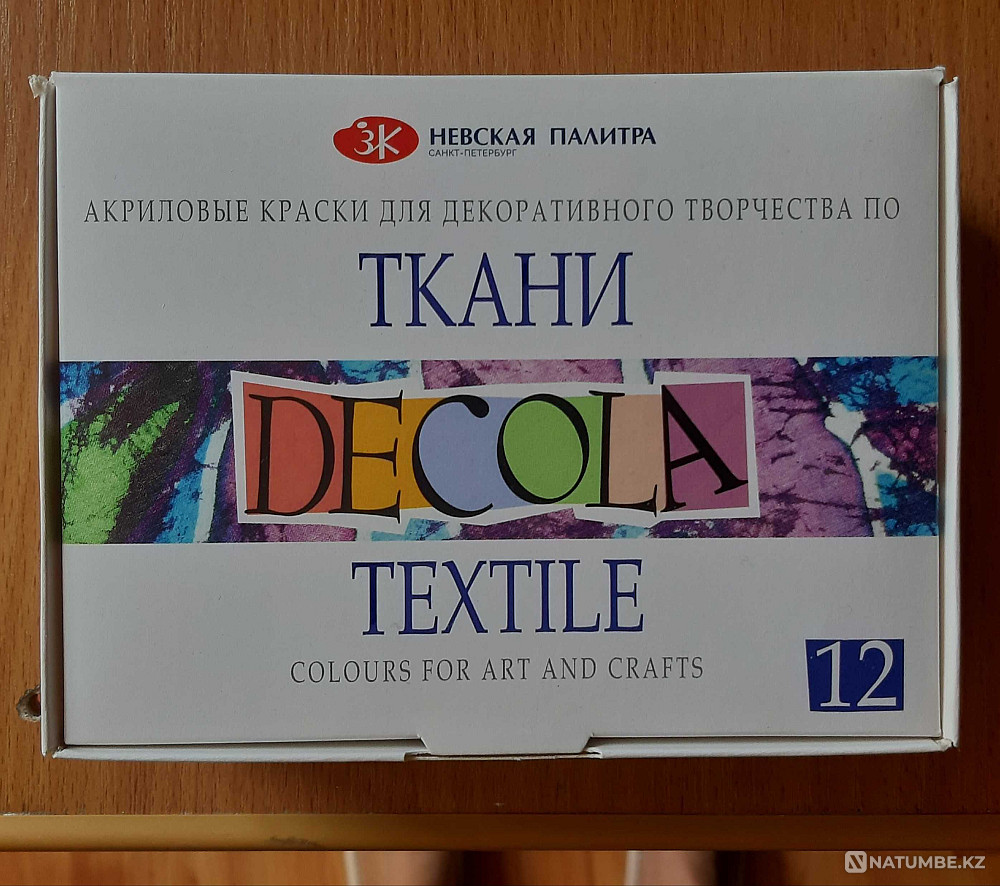 ЗК НЕВСКАЯ ПАЛИТРА
САНКТ-ПЕТЕРБУРГ
АКРИЛОВЫЕ КРАСКИ ДЛЯ ДЕКОРАТИВНОГО ТВОРЧЕСТВА ПО
ТКАНИ
DECOLA
TEXTILE
COLOURS FOR ART AND CRAFTS
12
NATUMBE.KZ